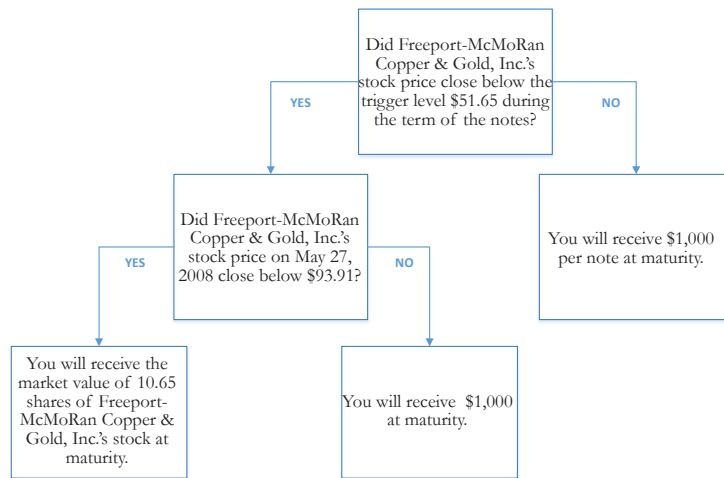 Did Freeport-McMoRan
Copper & Gold, Inc.'s
stock price close below the
trigger level $51.65 during
the term of the notes?
YES
NO
Did Freeport-McMoRan
Copper & Gold, Inc.'s
stock price on May 27,
2008 close below $93.91?
You will receive $1,000
per note at maturity.
YES
NO
You will receive the
market value of 10.65
shares of Freeport-
McMoRan Copper &
Gold, Inc.'s stock at
maturity.
You will receive $1,000
at maturity.